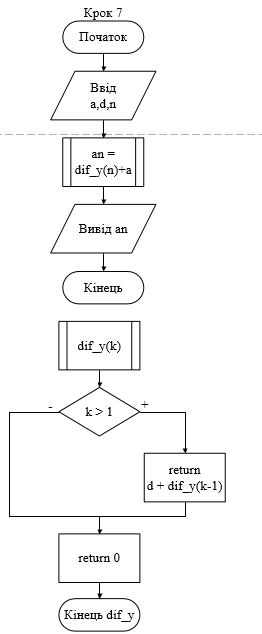 Крок 7
Початок
Ввід
a,d,n
an =
dif_y(n)+a
Вивід an
Кінець
dif_y(k)
-
k > 1
+
return
d + dif_y(k-1)
return 0
Кінець dif_y